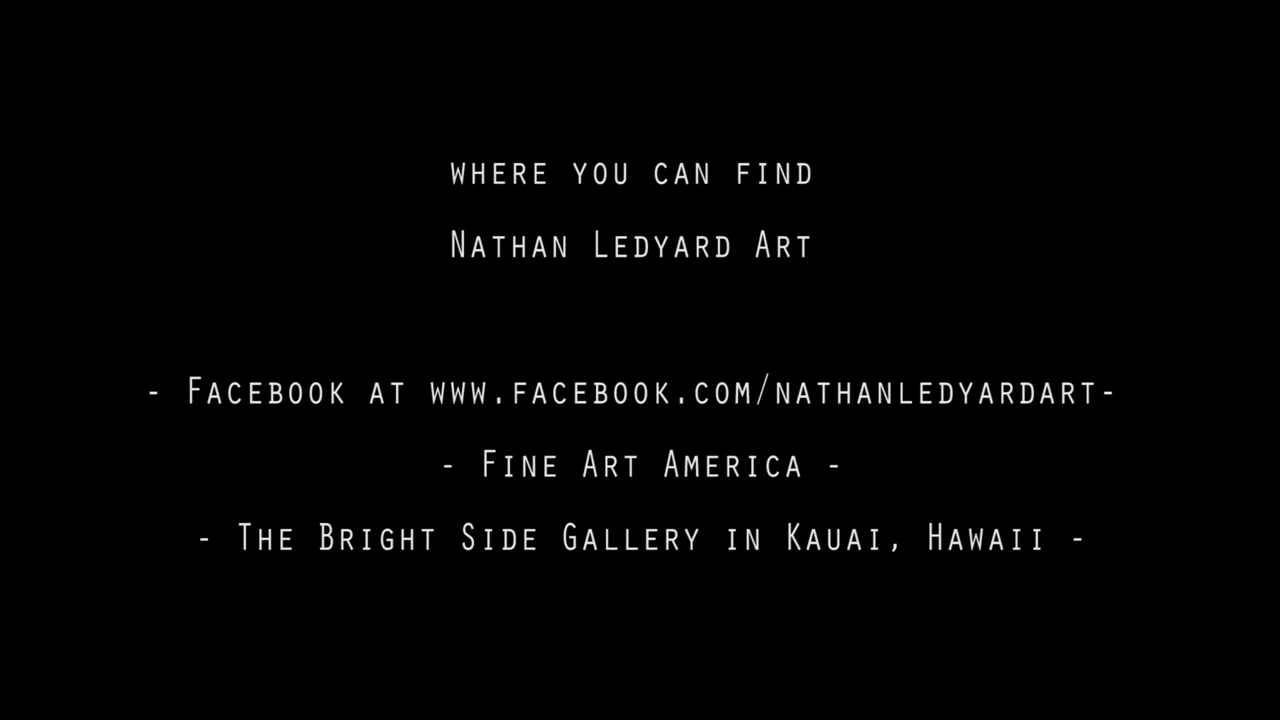 WHERE YOU CAN FIND
NATHAN LEDYARD ART
- FACEBOOK AT WWW.FACEBOOK.COM/NATHANLEDYARDART-
- FINE ART AMERICA -
- THE BRIGHT SIDE GALLERY IN KAUAI, HAWAII -